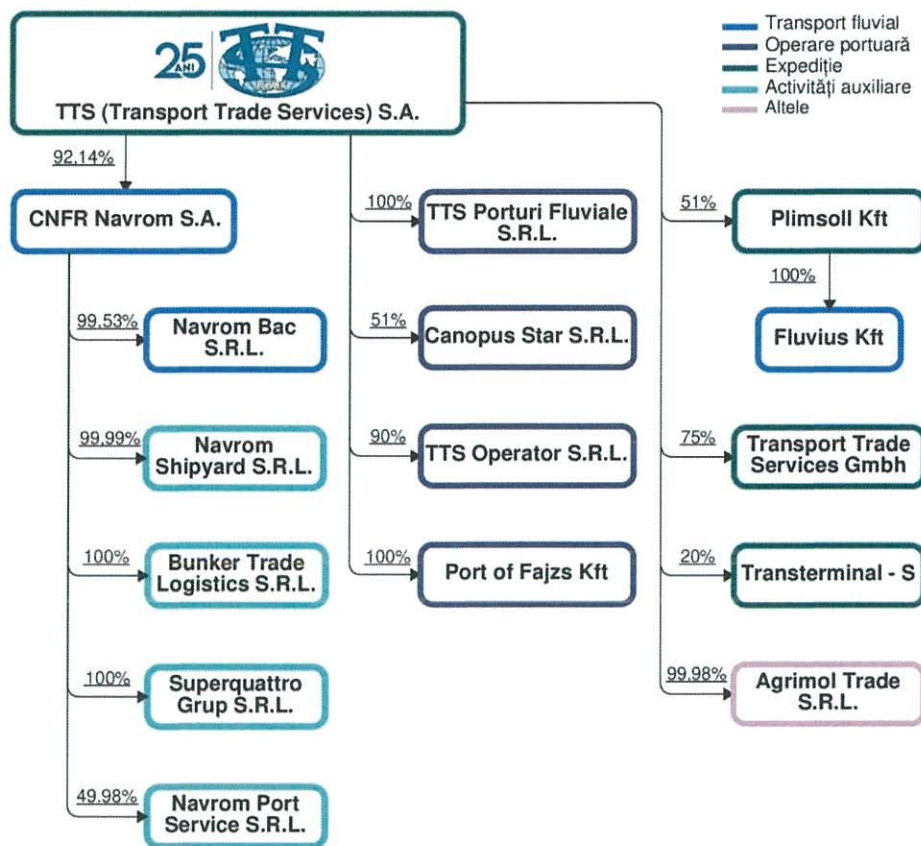 25
ANI
TTS
TTS (Transport Trade Services) S.A.
Transport fluvial
Operare portuară
Expediție
Activități auxiliare
Altele
92,14%
CNFR Navrom S.A.
99,53%
Navrom Bac
S.R.L.
99,99%
Navrom
Shipyard S.R.L.
100%
Bunker Trade
Logistics S.R.L.
100%
Superquattro
Grup S.R.L.
49.98%
Navrom Port
Service S.R.L.
100%
TTS Porturi Fluviale
S.R.L.
51%
Canopus Star S.R.L.
90%
TTS Operator S.R.L.
100%
Port of Fajzs Kft
51%
Plimsoll Kft
100%
Fluvius Kft
75%
Transport Trade
Services Gmbh
20%
Transterminal - S
99,98%
Agrimol Trade
S.R.L.